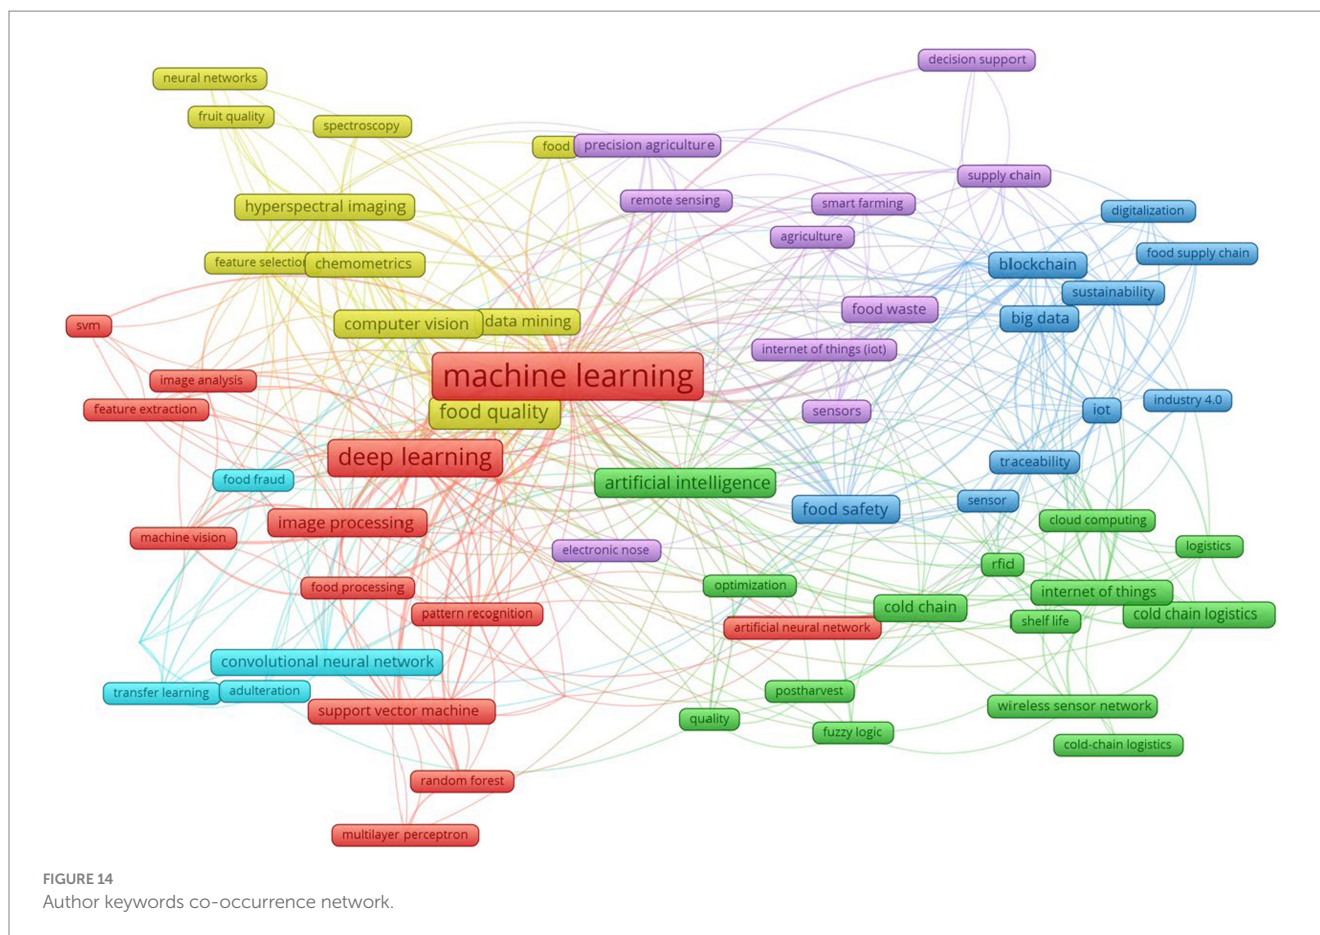 decision support
neural networks
fruit quality
spectroscopy
food
precision agriculture
supply chain
remote sensing
smart farming
hyperspectral imaging
digitalization
agriculture
food supply chain
feature selection
chemometrics
blockchain
sustainability
food waste
big data
computer vision
data mining
svm
internet of things (iot)
machine learning
image analysis
feature extraction
food quality
sensors
iot
industry 4.0
deep learning
traceability
food fraud
artificial intelligence
sensor
food safety
image processing
cloud computing
machine vision
electronic nose
logistics
rfid
food processing
optimization
internet of things
pattern recognition
cold chain
cold chain logistics
artificial neural network
shelf life
convolutional neural network
transfer learning
adulteration
postharvest
support vector machine
wireless sensor network
quality
fuzzy logic
cold-chain logistics
random forest
multilayer perceptron
FIGURE 14
Author keywords co-occurrence network.